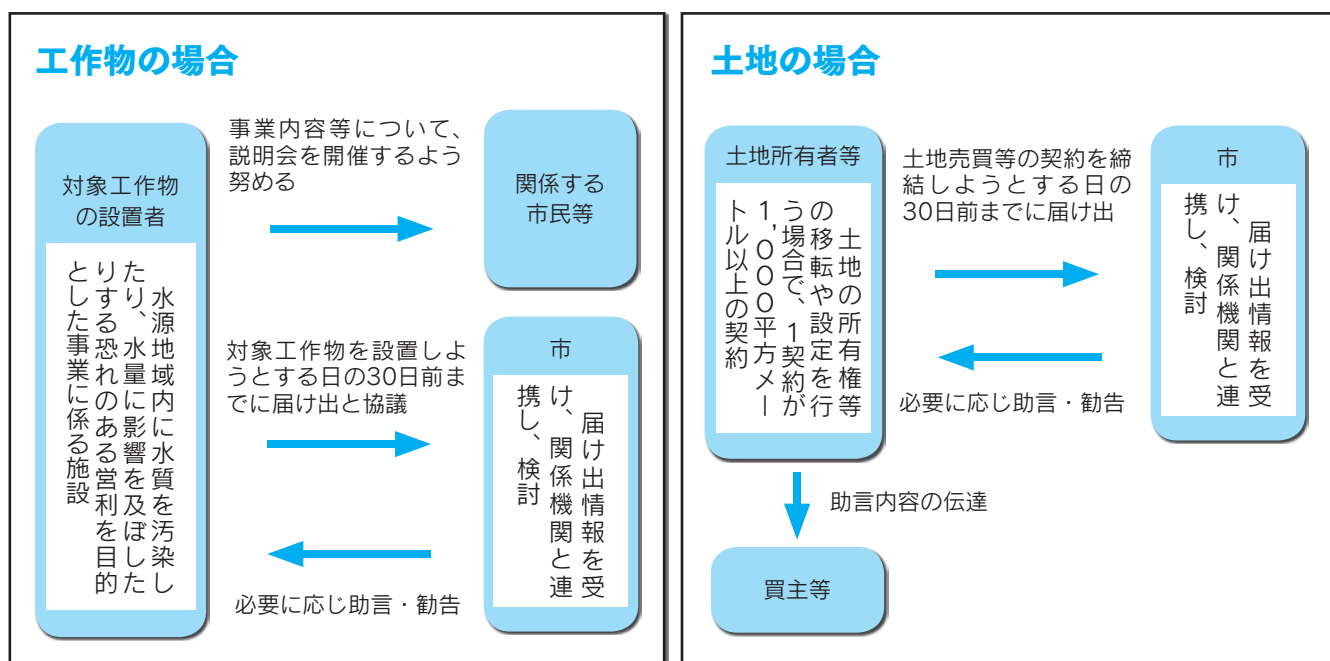 工作物の場合
対象工作物
の設置者
水源地域内に水質を汚染し
たり、水量に影響を及ぼした
りする恐れのある営利を目的
とした事業に係る施設
事業内容等について、
説明会を開催するよう
努める
関係する
市民等
対象工作物を設置しよ
うとする日の30日前ま
でに届け出と協議
市
届け出情報を受
け、関係機関と連
携し、検討
必要に応じ助言・勧告
土地の場合
土地所有者等
土地の所有権等
の移転や設定を行
う場合で、1契約が
1,000平方メー
トル以上の契約
土地売買等の契約を締
結しようとする日の
30日前までに届け出
市
届け出情報を受
け、関係機関と連
携し、検討
必要に応じ助言・勧告
助言内容の伝達
買主等